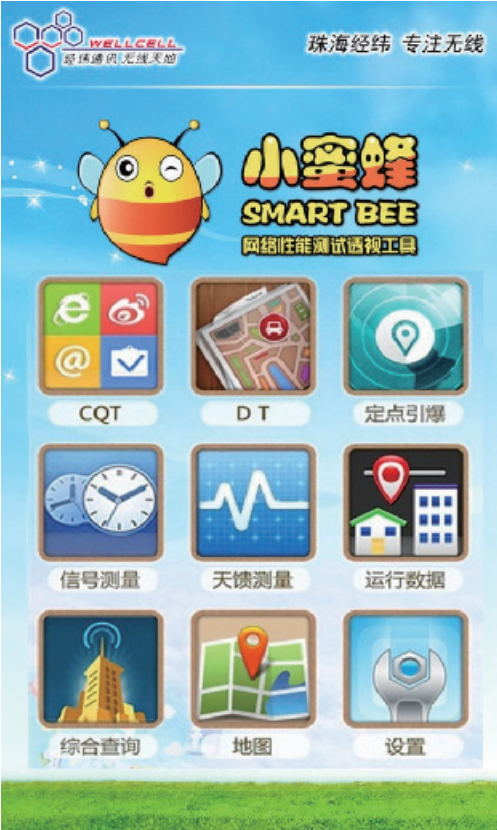 WELLCELL
经纬通讯 无线天地
珠海经纬 专注无线
小蜜蜂
SMART BEE
网络性能测试透视工具
CQT
D T
定点引爆
信号测量
天馈测量
运行数据
综合查询
地图
设置